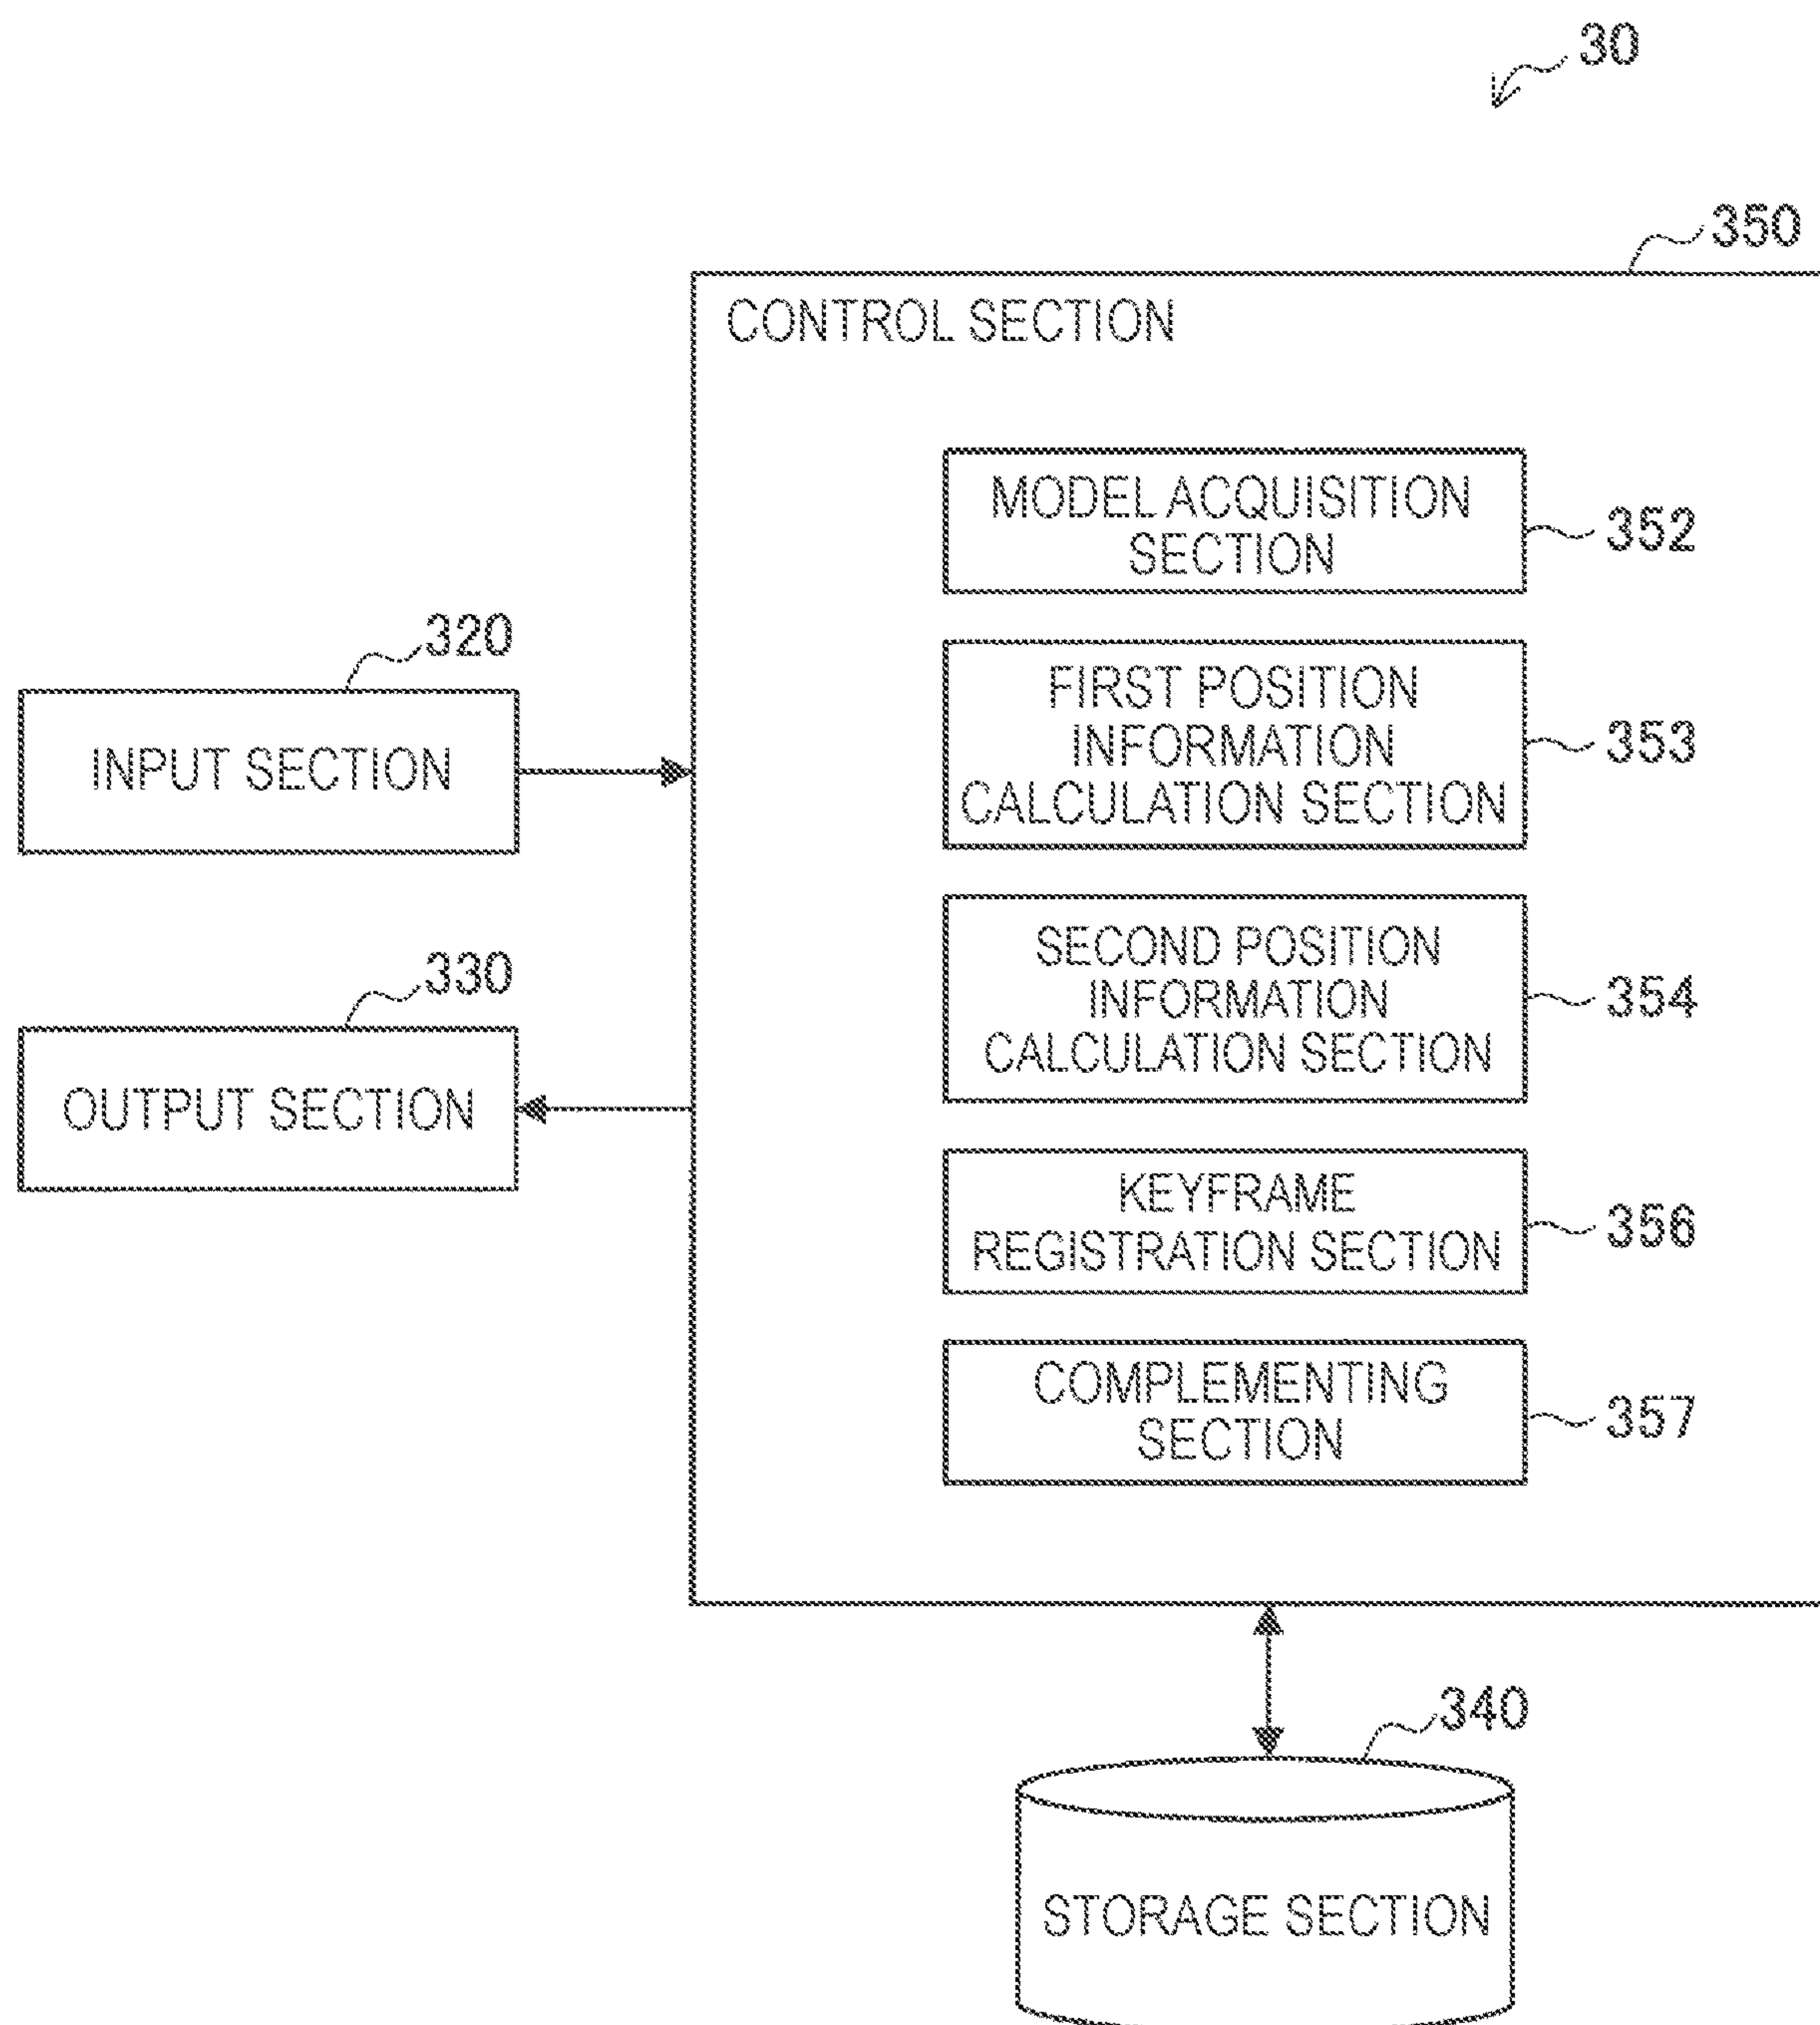 30
350
CONTROL SECTION
MODEL ACQUISITION
SECTION
352
FIRST POSITION
INFORMATION
CALCULATION SECTION
353
320
INPUT SECTION
SECOND POSITION
INFORMATION
CALCULATION SECTION
354
330
OUTPUT SECTION
KEYFRAME
REGISTRATION SECTION
356
COMPLEMENTING
SECTION
357
340
STORAGE SECTION